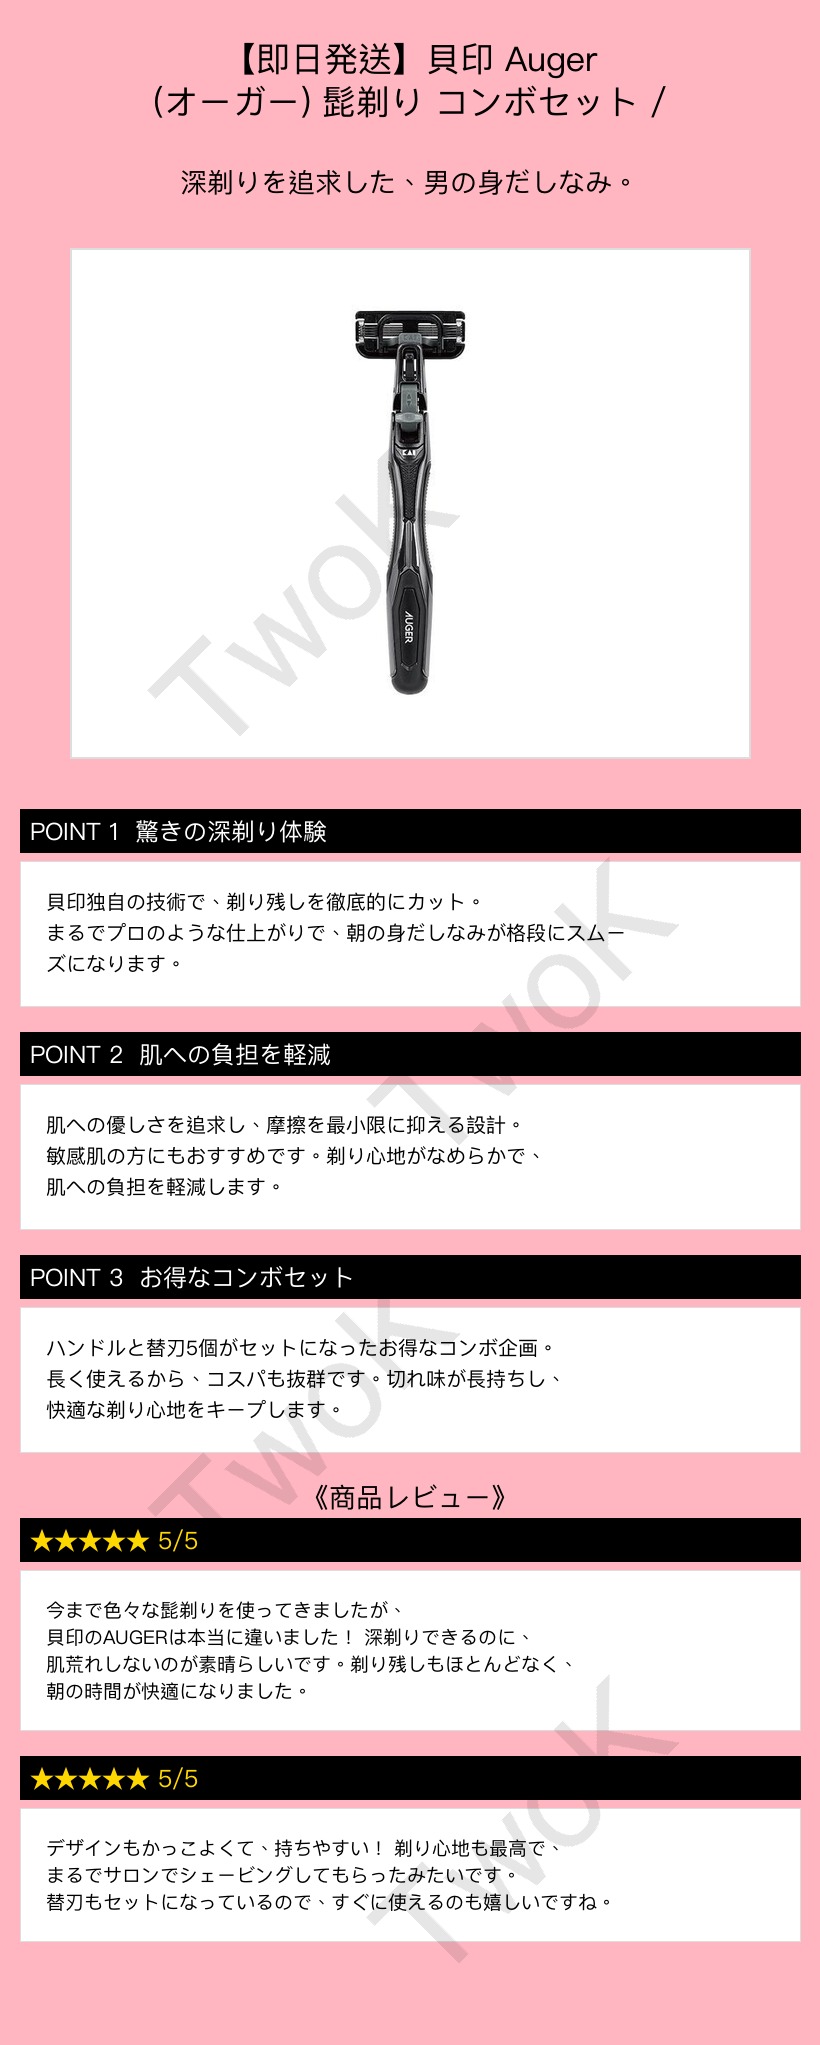 【即日発送】貝印 Auger
(オーガー) 髭剃り コンボセット /
深剃りを追求した、男の身だしなみ。
KAI
KAI
AUGER
TwoK
POINT 1 驚きの深剃り体験
貝印独自の技術で、剃り残しを徹底的にカット。
まるでプロのような仕上がりで、朝の身だしなみが格段にスムー
ズになります。
TwoK
POINT 2 肌への負担を軽減
肌への優しさを追求し、摩擦を最小限に抑える設計。
敏感肌の方にもおすすめです。剃り心地がなめらかで、
肌への負担を軽減します。
POINT 3 お得なコンボセット
ハンドルと替刃5個がセットになったお得なコンボ企画。
長く使えるから、コスパも抜群です。切れ味が長持ちし、
快適な剃り心地をキープします。
TwoK
《商品レビュー》
★★★★★ 5/5
今まで色々な髭剃りを使ってきましたが、
貝印のAUGERは本当に違いました！ 深剃りできるのに、
肌荒れしないのが素晴らしいです。剃り残しもほとんどなく、
朝の時間が快適になりました。
★★★★★ 5/5
デザインもかっこよくて、持ちやすい！ 剃り心地も最高で、
まるでサロンでシェービングしてもらったみたいです。
替刃もセットになっているので、すぐに使えるのも嬉しいですね。
TwoK